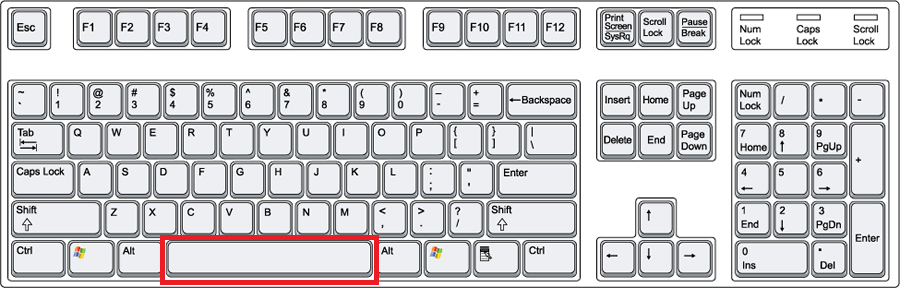 Esc F1 F2 F3 F4 F5 F6 F7 F8 F9 F10 F11 F12 Print Screen SysRq Scroll Lock Pause Break Num Lock Caps Lock Scroll Lock
~ ` ! 1 @ 2 # 3 $ 4 % 5 ^ 6 & 7 * 8 ( 9 ) 0 – - + = ←Backspace Insert Home Page Up Num Lock / * -
Tab Q W E R T Y U I O P { [ } ] | \ Delete End Page Down 7 Home 8 ↑ 9 PgUp +
Caps Lock A S D F G H J K L : ; " , Enter 4 ← 5 6 →
Shift Z X C V B N M < , > . ? / Shift ↑ 1 End 2 ↓ 3 PgDn Enter
Ctrl Alt Alt Ctrl ← ↓ → 0 Ins . Del